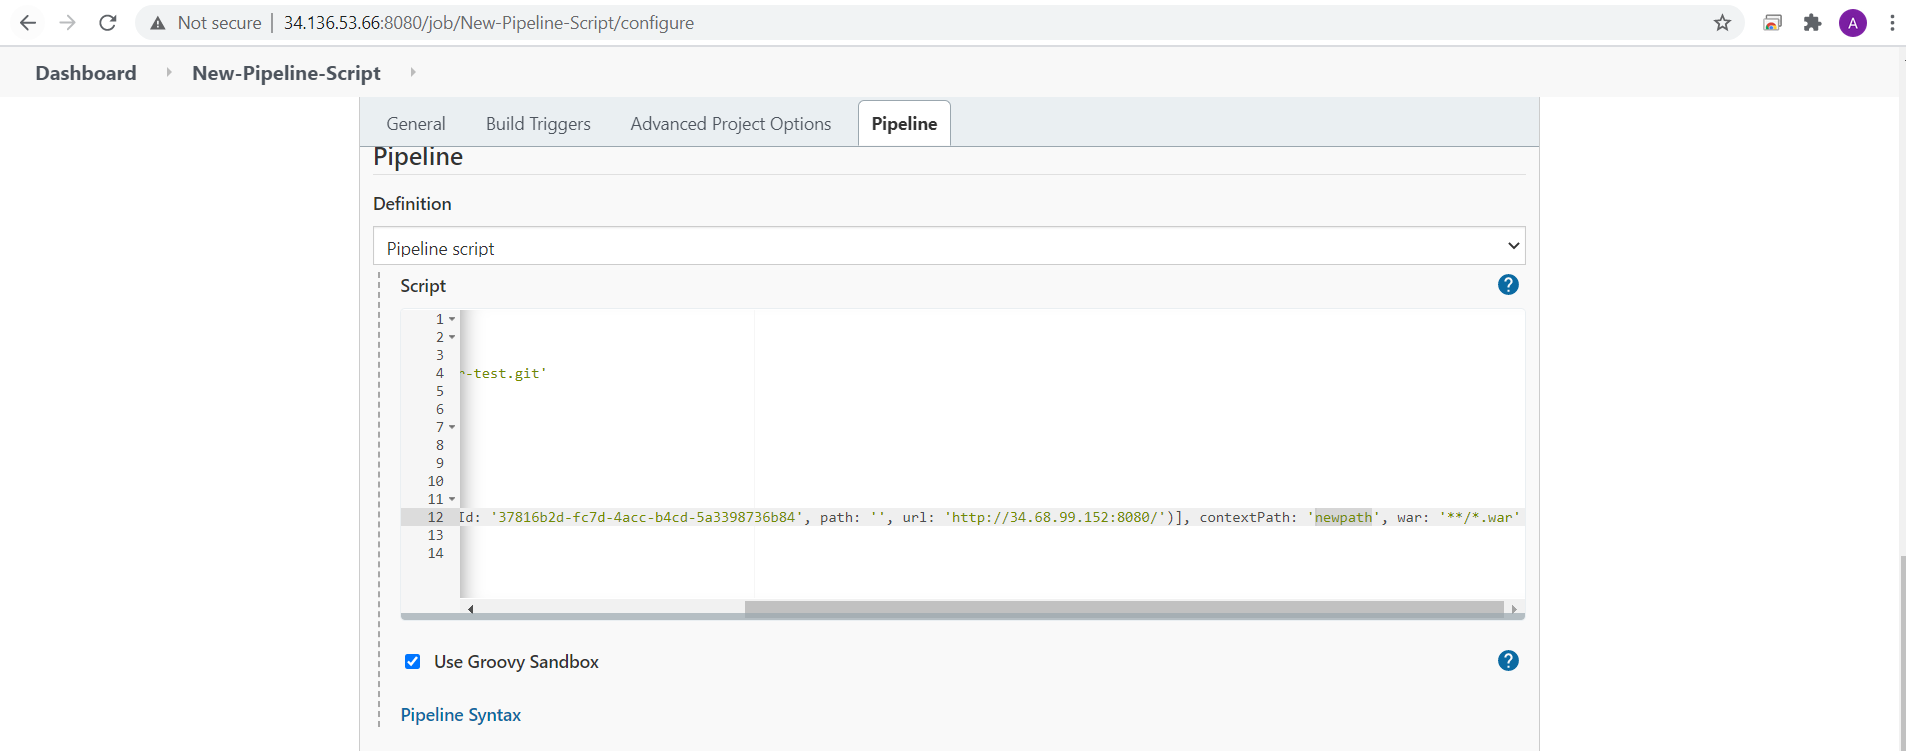 Not secure | 34.136.53.66:8080/job/New-Pipeline-Script/configure
A
Dashboard New-Pipeline-Script
General Build Triggers Advanced Project Options Pipeline
Pipeline
Definition
Pipeline script
Script
?
1
2
3
4 -test.git'
5
6
7
8
9
10
11
12 Id: '37816b2d-fc7d-4acc-b4cd-5a3398736b84', path: '', url: 'http://34.68.99.152:8080/')], contextPath: 'newpath', war: '**/*.war'
13
14
Use Groovy Sandbox
?
Pipeline Syntax